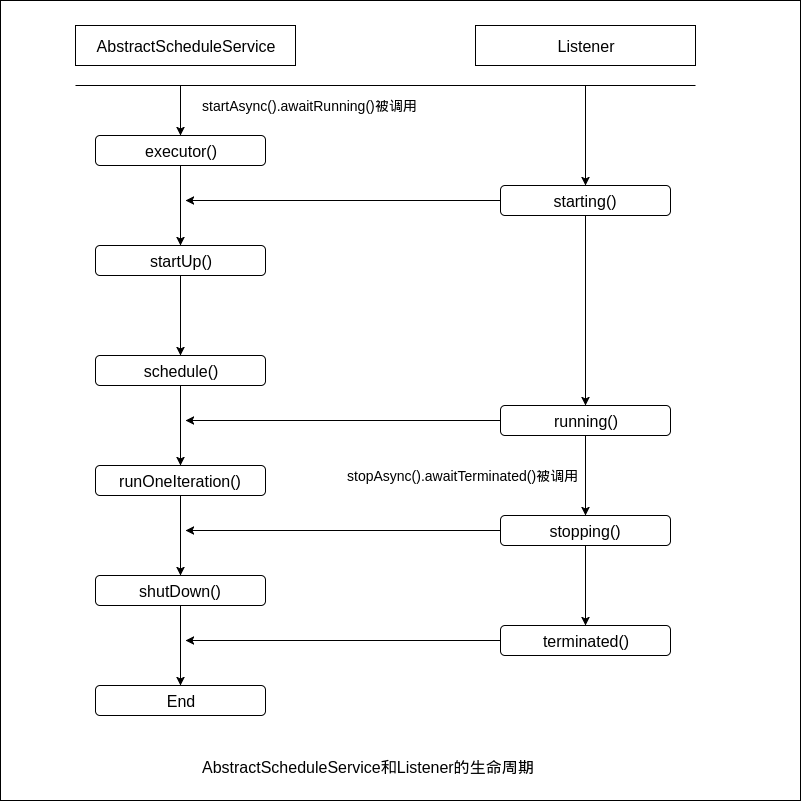 AbstractScheduleService
Listener
startAsync().awaitRunning()被调用
executor()
starting()
startUp()
schedule()
running()
stopAsync().awaitTerminated()被调用
runOneIteration()
stopping()
shutDown()
terminated()
End
AbstractScheduleService和Listener的生命周期